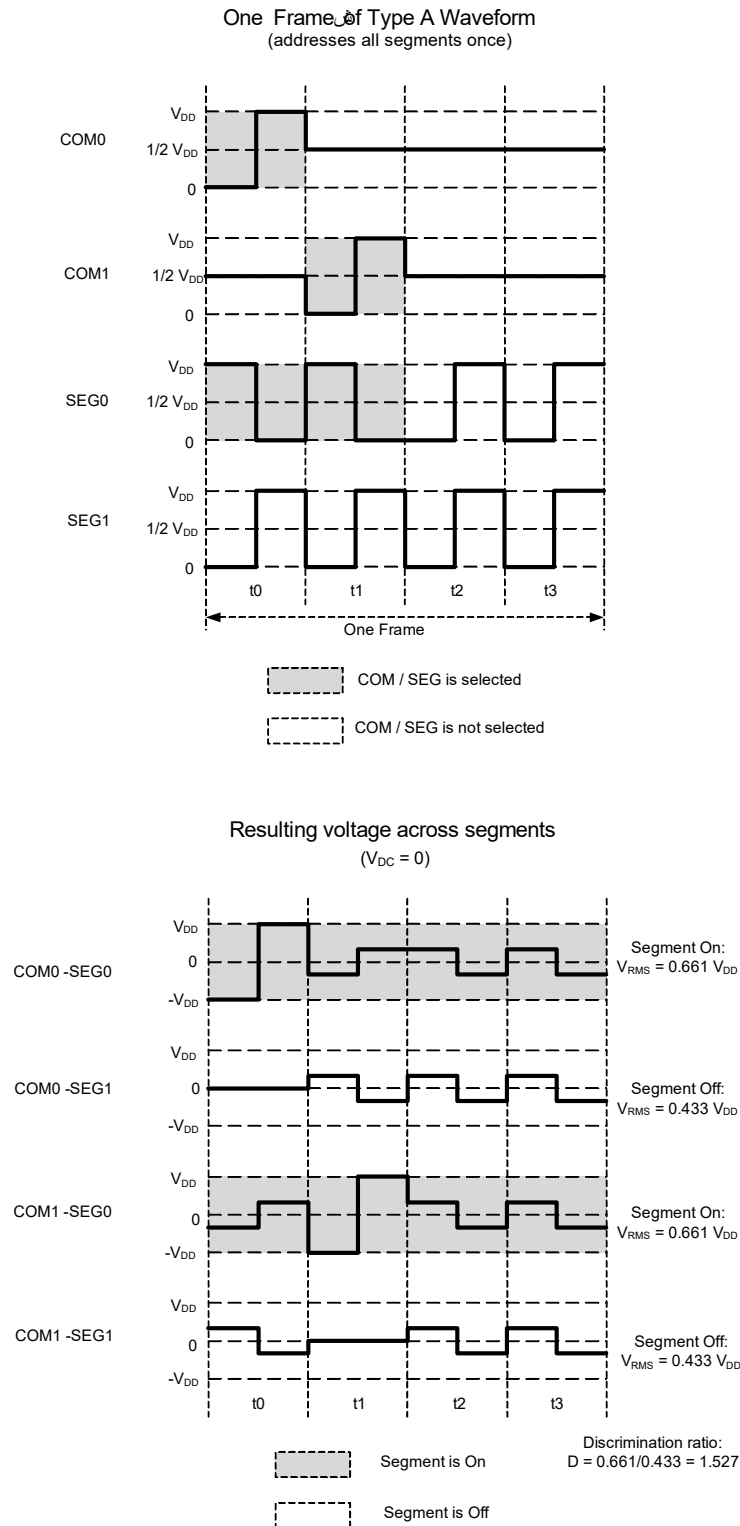 One Frame of Type A Waveform
(addresses all segments once)
COM0
VDD
1/2 VDD
0
COM1
VDD
1/2 VDD
0
SEG0
VDD
1/2 VDD
0
SEG1
VDD
1/2 VDD
0
t0 t1 t2 t3
One Frame
COM / SEG is selected
COM / SEG is not selected
Resulting voltage across segments
(VDC = 0)
COM0 -SEG0
VDD
0
-VDD
Segment On:
VRMS = 0.661 VDD
COM0 -SEG1
VDD
0
-VDD
Segment Off:
VRMS = 0.433 VDD
COM1 -SEG0
VDD
0
-VDD
Segment On:
VRMS = 0.661 VDD
COM1 -SEG1
VDD
0
-VDD
Segment Off:
VRMS = 0.433 VDD
t0 t1 t2 t3
Segment is On
Segment is Off
Discrimination ratio:
D = 0.661/0.433 = 1.527